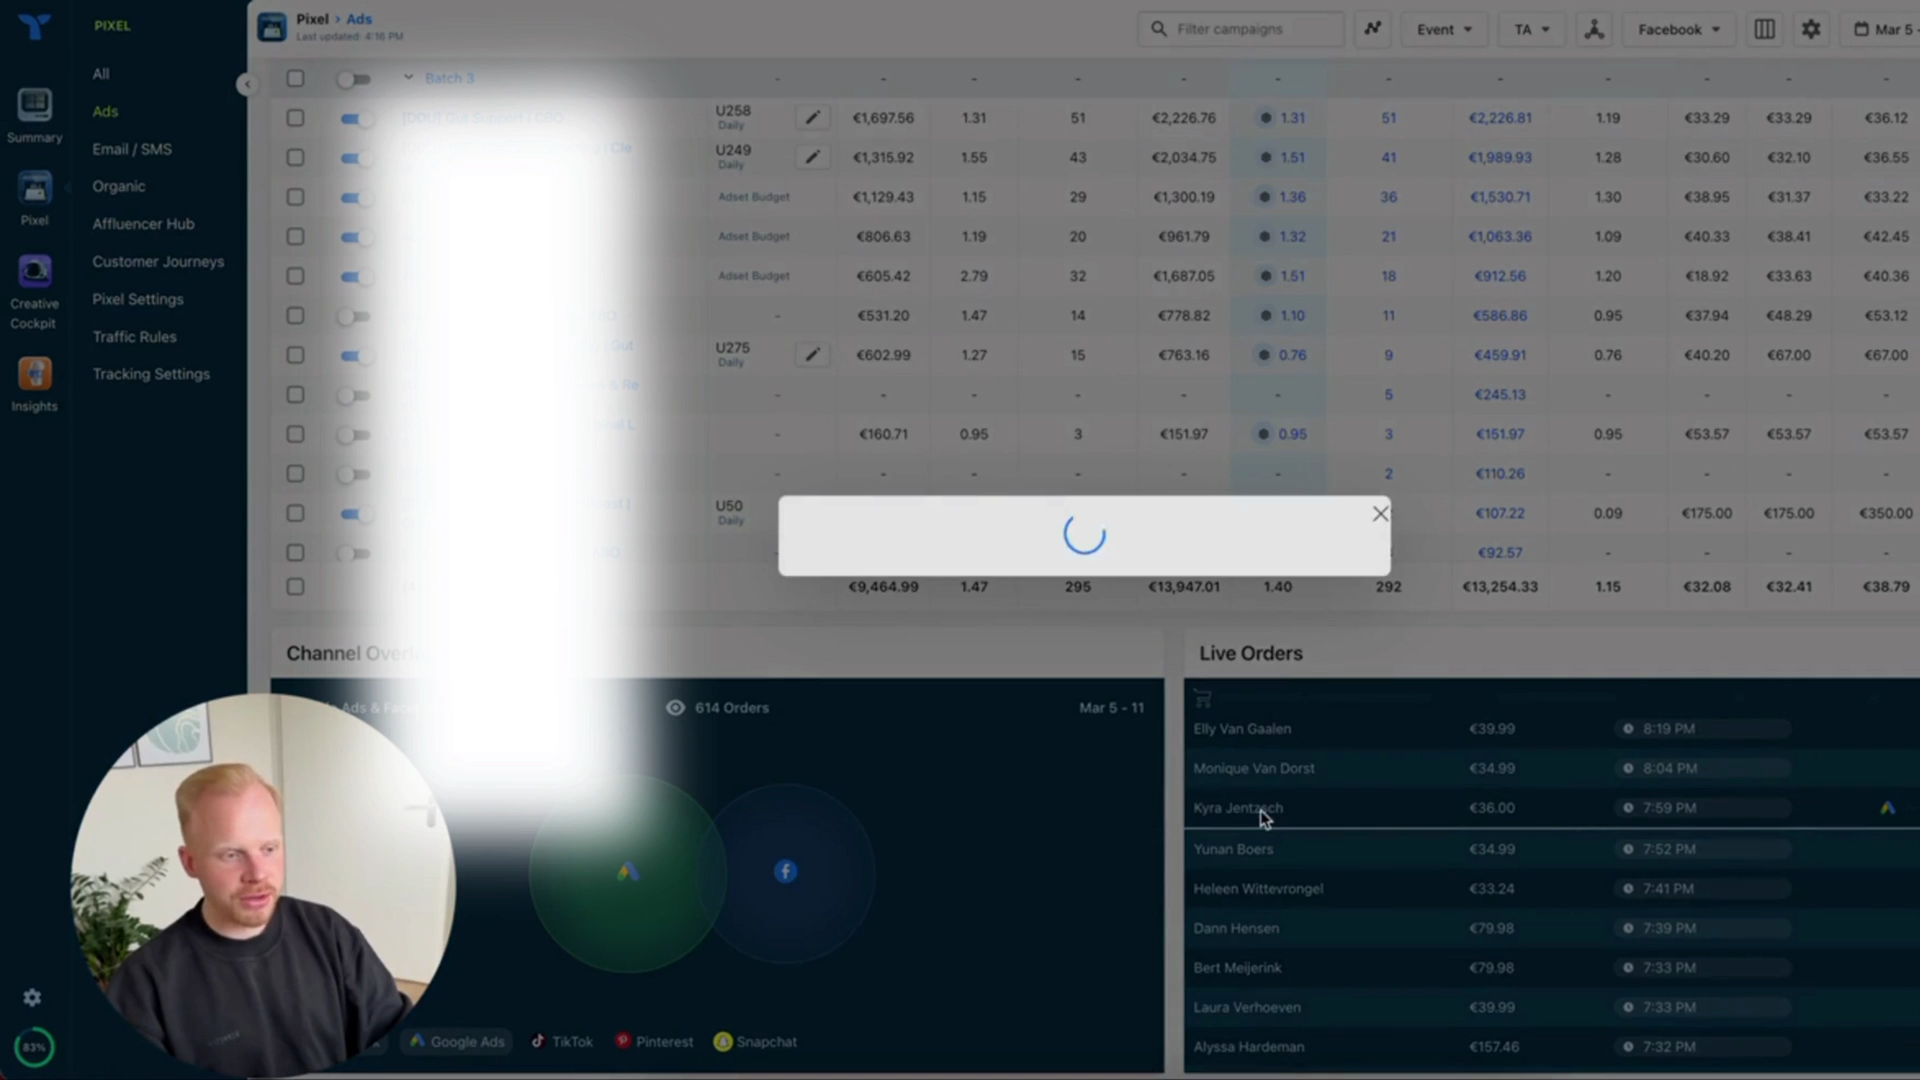 PIXEL
All
Ads
Email / SMS
Organic
Affluencer Hub
Customer Journeys
Pixel Settings
Traffic Rules
Tracking Settings
Summary
Pixel
Creative
Cockpit
Insights
83%
Pixel > Ads
Last updated: 4:16 PM
Filter campaigns
Event
TA
Facebook
Mar 5 -
Batch 3 - - - - - - - - - - -
[DDU] Gut Support | CBO U258 Daily €1,697.56 1.31 51 €2,226.76 1.31 51 €2,226.81 1.19 €33.29 €33.29 €36.12
| Cle U249 Daily €1,315.92 1.55 43 €2,034.75 1.51 41 €1,989.93 1.28 €30.60 €32.10 €36.55
Adset Budget €1,129.43 1.15 29 €1,300.19 1.36 36 €1,530.71 1.30 €38.95 €31.37 €33.22
Adset Budget €806.63 1.19 20 €961.79 1.32 21 €1,063.36 1.09 €40.33 €38.41 €42.45
Adset Budget €605.42 2.79 32 €1,687.05 1.51 18 €912.56 1.20 €18.92 €33.63 €40.36
- €531.20 1.47 14 €778.82 1.10 11 €586.86 0.95 €37.94 €48.29 €53.12
| Gut U275 Daily €602.99 1.27 15 €763.16 0.76 9 €459.91 0.76 €40.20 €67.00 €67.00
& Re - - - - - - 5 €245.13 - - - -
- €160.71 0.95 3 €151.97 0.95 3 €151.97 0.95 €53.57 €53.57 €53.57
- - - - - - 2 €110.26 - - - -
U50 Daily €107.22 0.09 €175.00 €175.00 €350.00
€92.57 - - - -
€9,464.99 1.47 295 €13,947.01 1.40 292 €13,254.33 1.15 €32.08 €32.41 €38.79
Channel
614 Orders
Mar 5 - 11
Google Ads
TikTok
Pinterest
Snapchat
Live Orders
Elly Van Gaalen €39.99 8:19 PM
Monique Van Dorst €34.99 8:04 PM
Kyra Jentzsch €36.00 7:59 PM
Yunan Boers €34.99 7:52 PM
Heleen Wittevrongel €33.24 7:41 PM
Dann Hensen €79.98 7:39 PM
Bert Meijerink €79.98 7:33 PM
Laura Verhoeven €39.99 7:33 PM
Alyssa Hardeman €157.46 7:32 PM